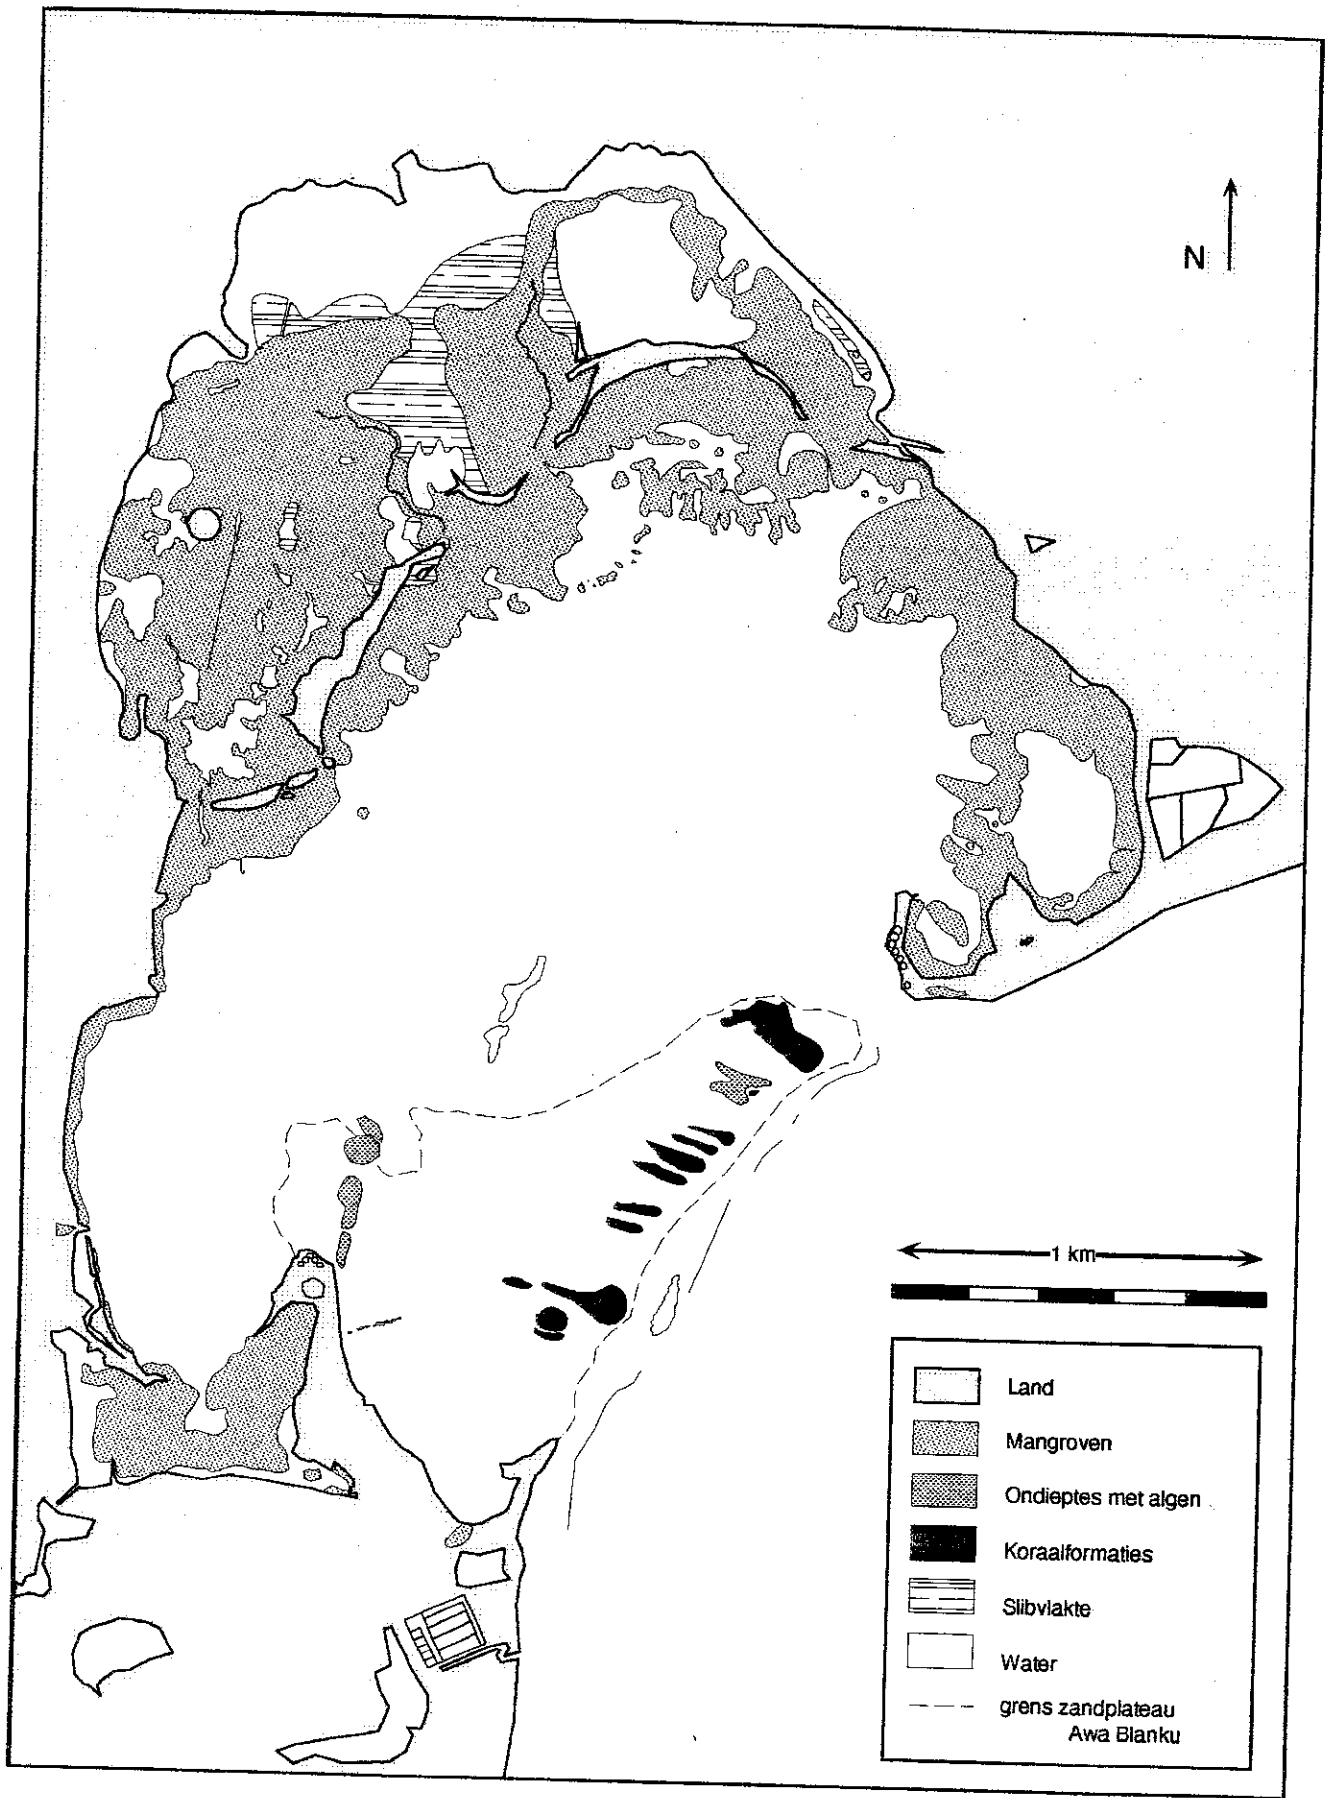 N
1 km
Land
Mangroven
Ondieptes met algen
Koraalformaties
Slibvlakte
Water
grens zandplateau
Awa Blanku